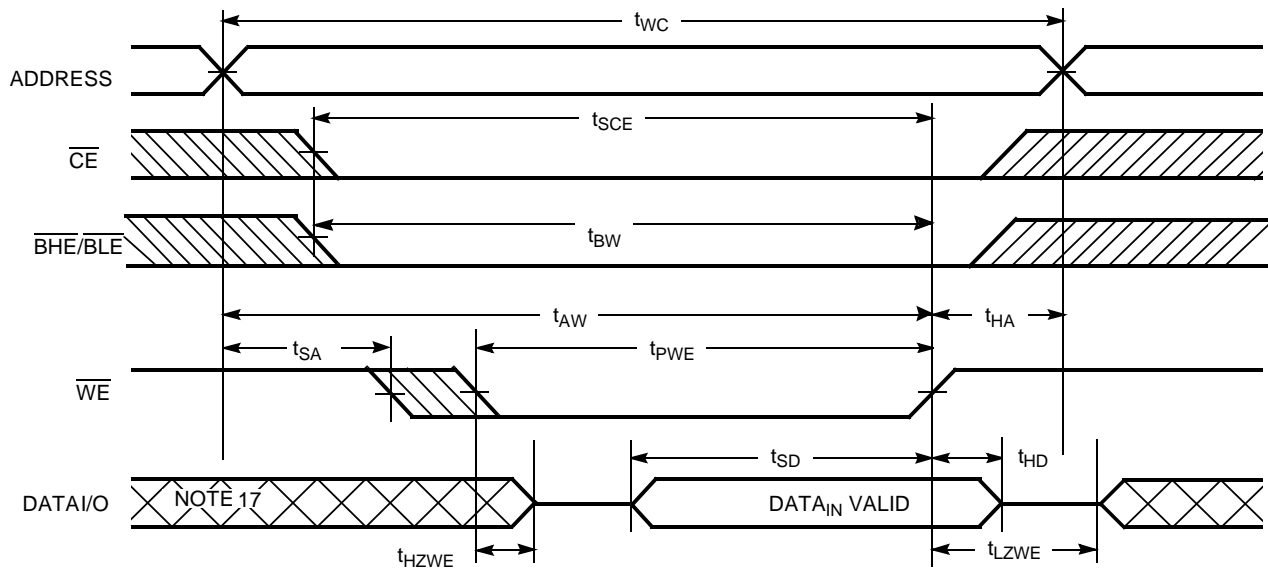 tWC
ADDRESS
tSCE
CE
tBW
BHE/BLE
tAW
tHA
tSA
tPWE
WE
tSD
tHD
DATAI/O
NOTE 17
DATAIN VALID
tHZWE
tLZWE